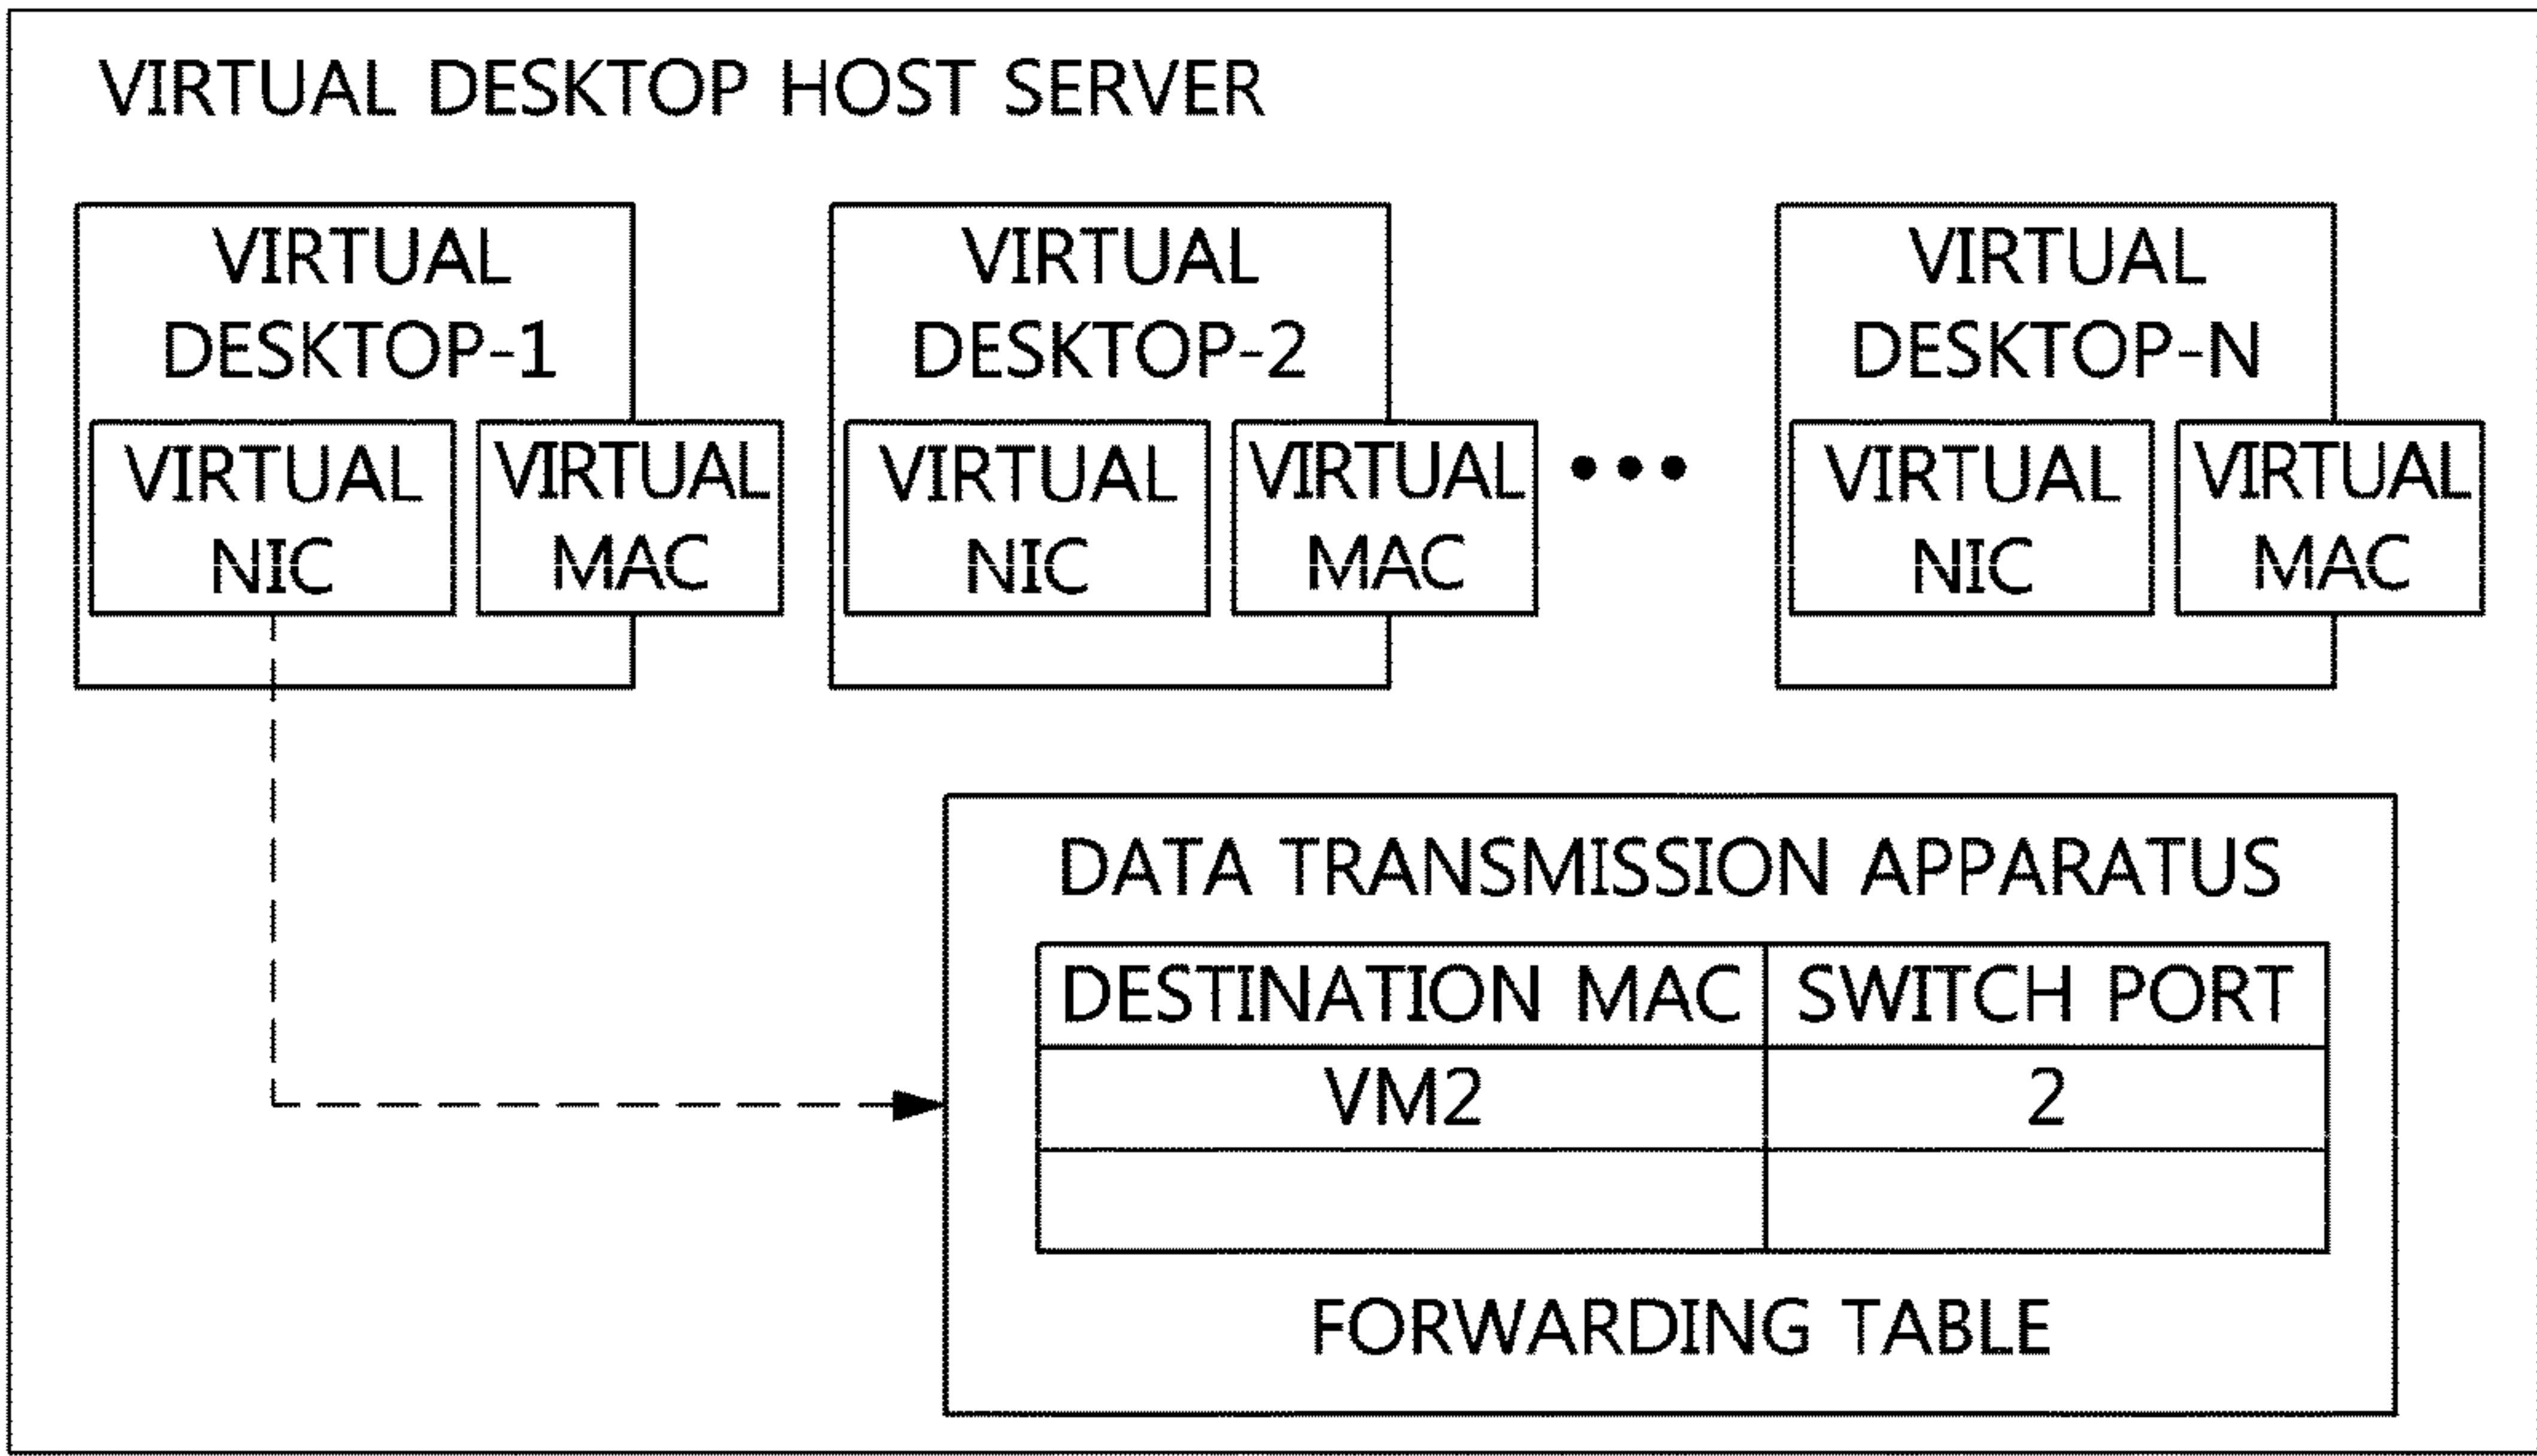 VIRTUAL DESKTOP HOST SERVER
VIRTUAL
DESKTOP-1
VIRTUAL
NIC
VIRTUAL
MAC
VIRTUAL
DESKTOP-2
VIRTUAL
NIC
VIRTUAL
MAC
VIRTUAL
DESKTOP-N
VIRTUAL
NIC
VIRTUAL
MAC
DATA TRANSMISSION APPARATUS
DESTINATION MAC SWITCH PORT
VM2 2
FORWARDING TABLE